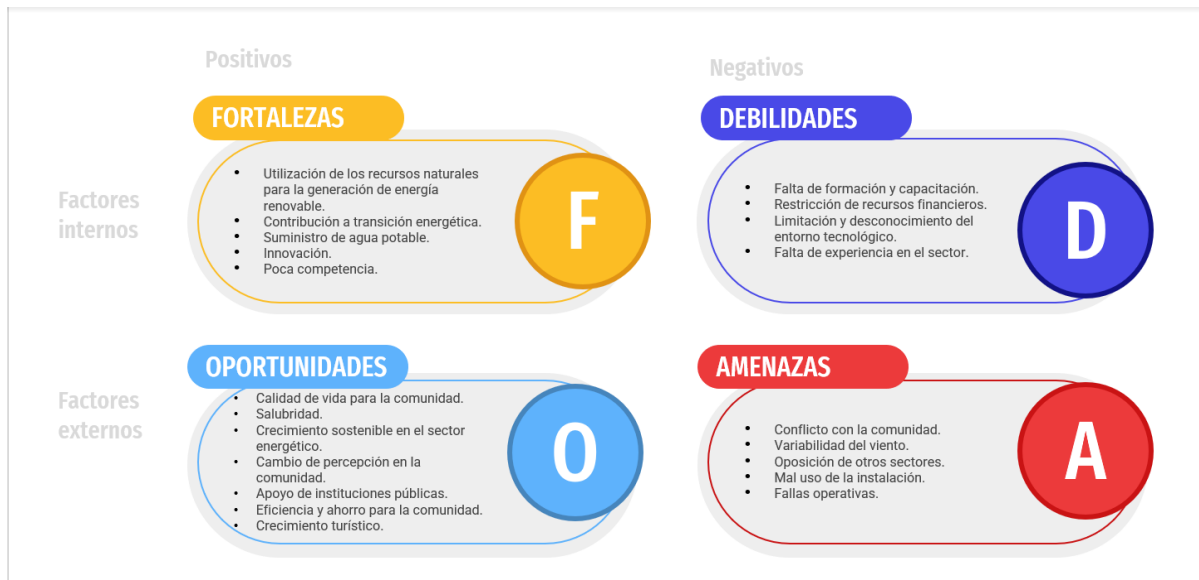 Positivos
Negativos
FORTALEZAS
Factores
internos
• Utilización de los recursos naturales
para la generación de energía
renovable.
• Contribución a transición energética.
• Suministro de agua potable.
• Innovación.
• Poca competencia.
F
DEBILIDADES
• Falta de formación y capacitación.
• Restricción de recursos financieros.
• Limitación y desconocimiento del
entorno tecnológico.
• Falta de experiencia en el sector.
D
OPORTUNIDADES
Factores
externos
• Calidad de vida para la comunidad.
• Salubridad.
• Crecimiento sostenible en el sector
energético.
• Cambio de percepción en la
comunidad.
• Apoyo de instituciones públicas.
• Eficiencia y ahorro para la comunidad.
• Crecimiento turístico.
O
AMENAZAS
• Conflicto con la comunidad.
• Variabilidad del viento.
• Oposición de otros sectores.
• Mal uso de la instalación.
• Fallas operativas.
A